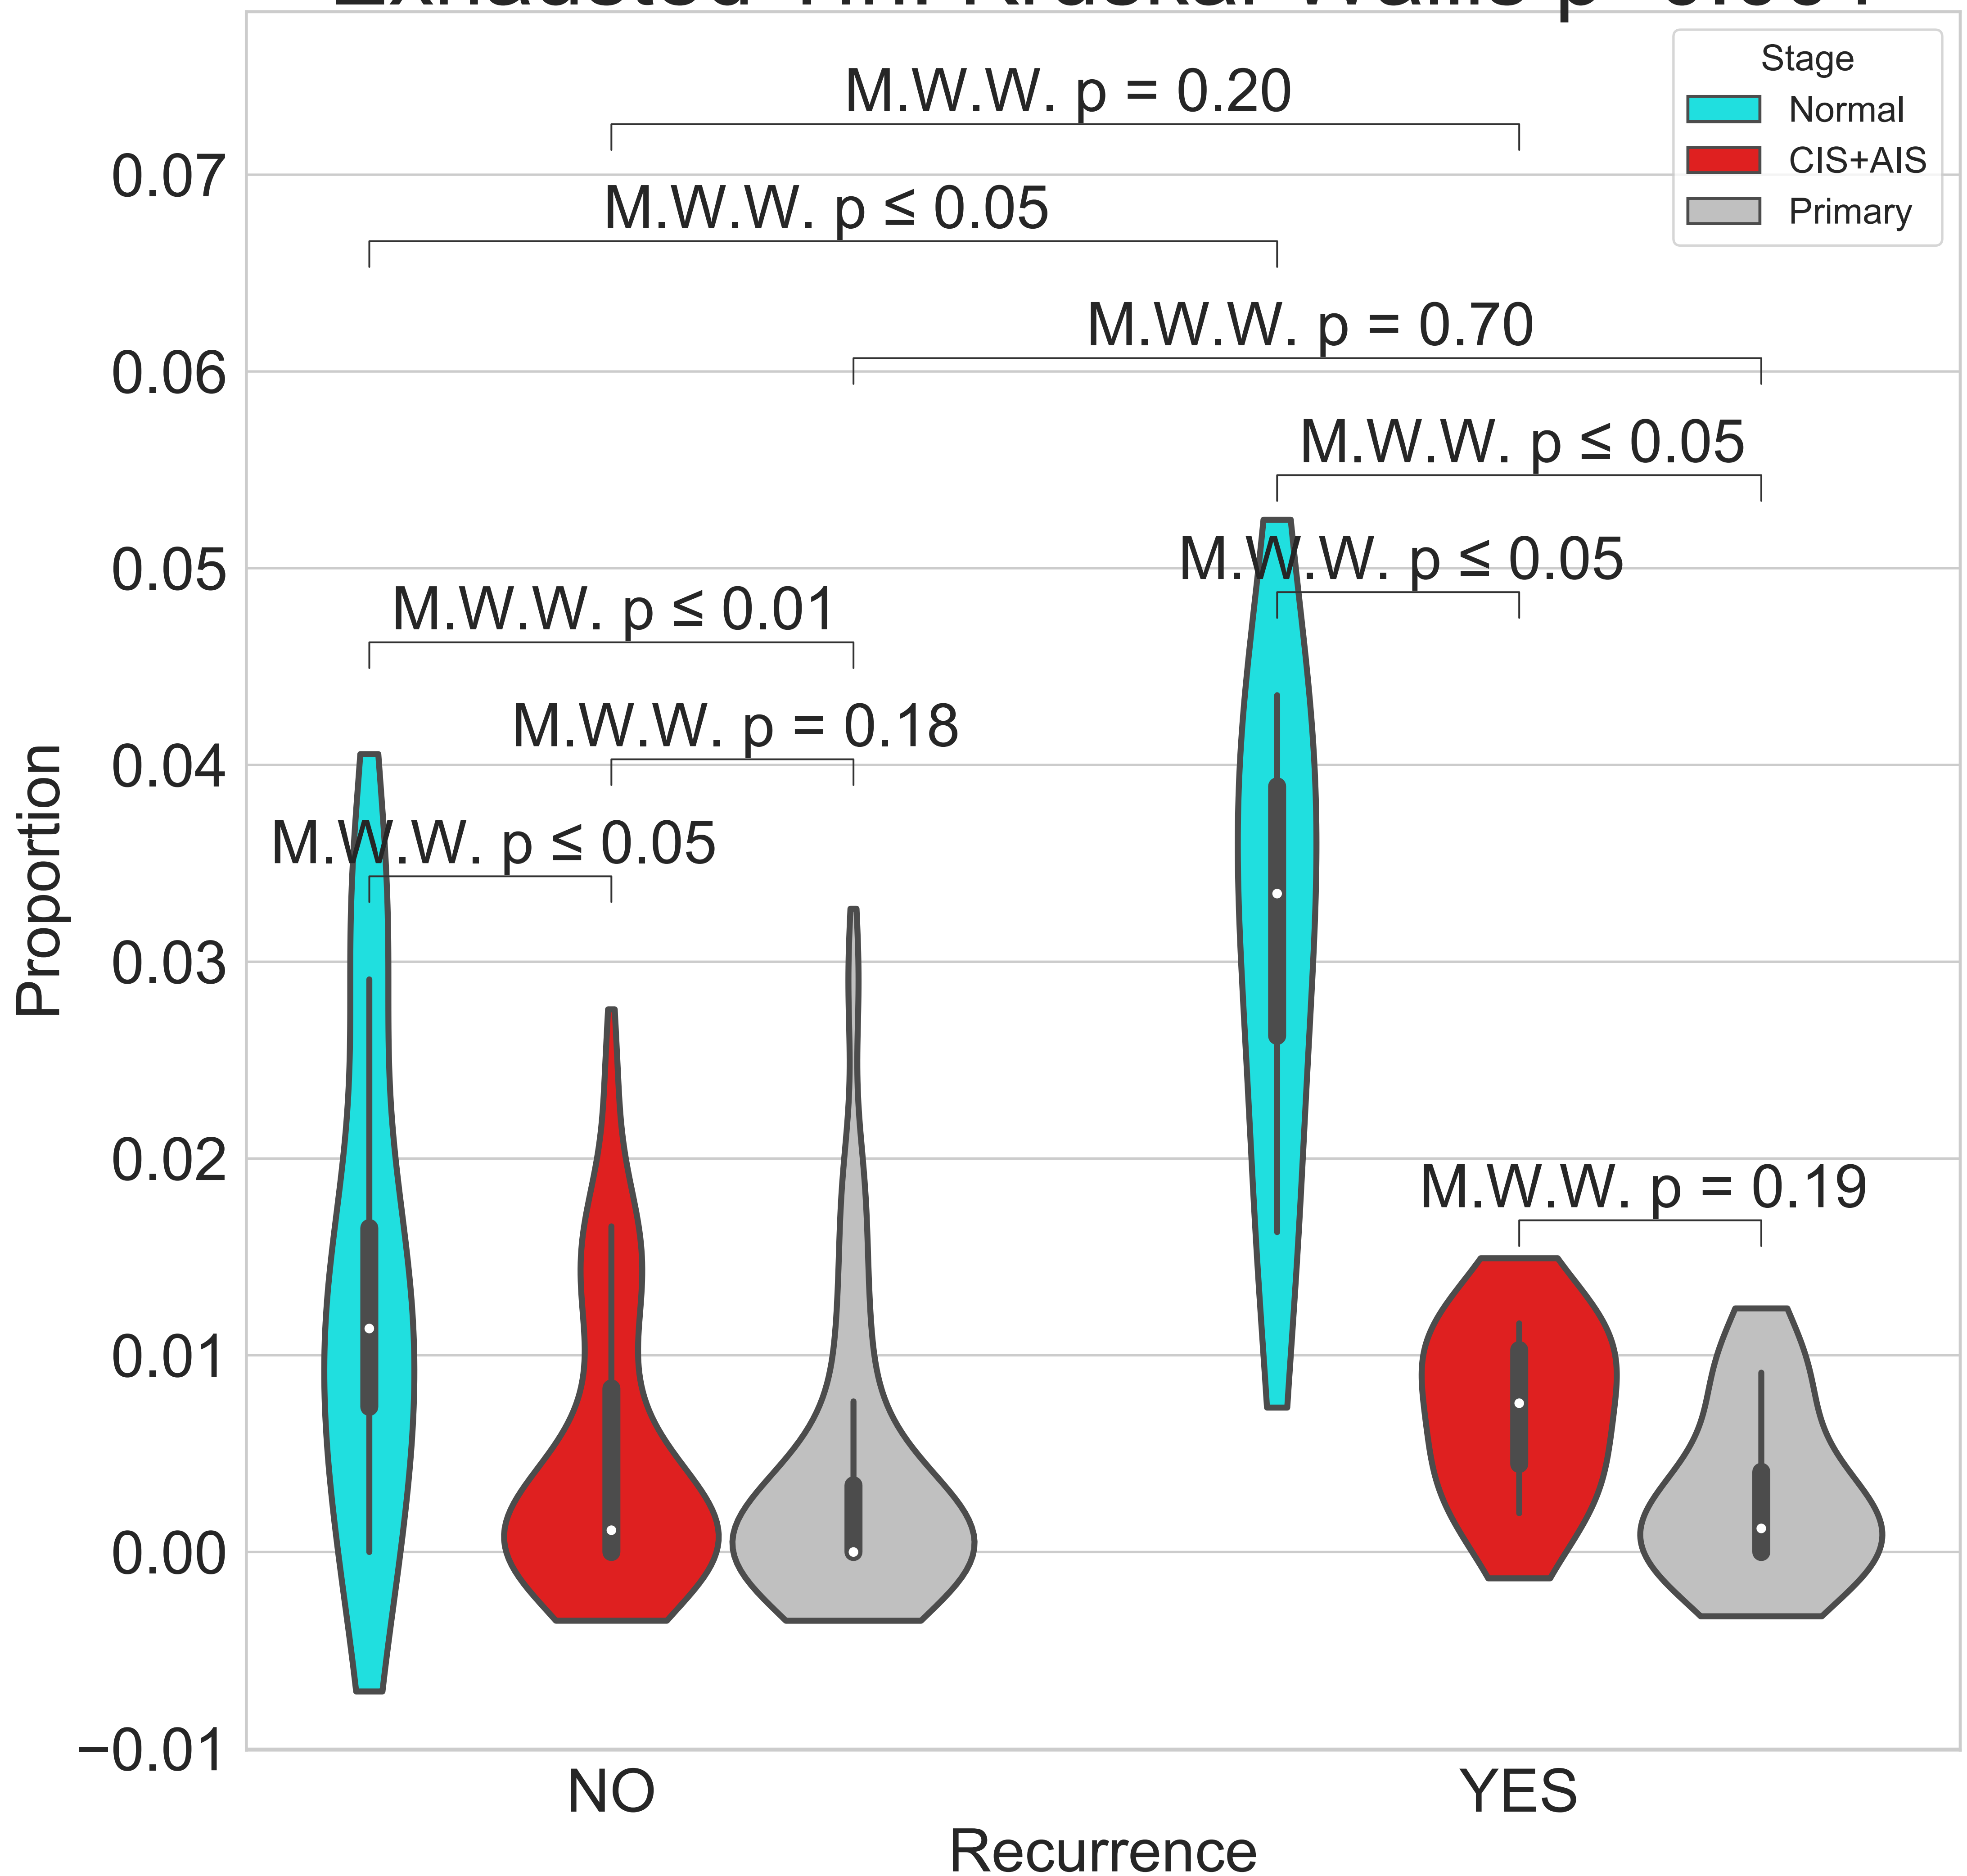 Stage
Normal
CIS+AIS
Primary
M.W.W. p = 0.20
M.W.W. p ≤ 0.05
M.W.W. p = 0.70
M.W.W. p ≤ 0.05
M.W.W. p ≤ 0.05
M.W.W. p ≤ 0.01
M.W.W. p = 0.18
M.W.W. p ≤ 0.05
M.W.W. p = 0.19
0.07
0.06
0.05
0.04
0.03
0.02
0.01
0.00
−0.01
Proportion
NO
YES
Recurrence